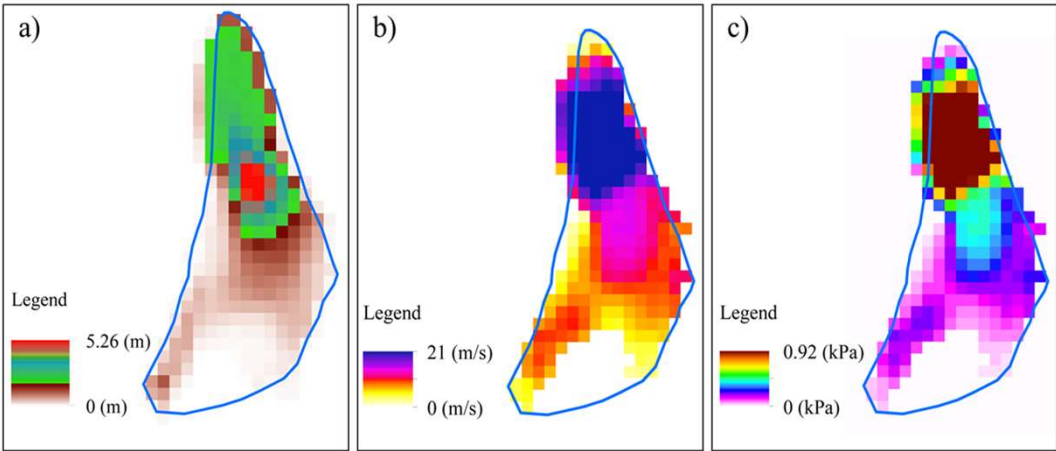 a)
Legend
5.26 (m)
0 (m)
b)
Legend
21 (m/s)
0 (m/s)
c)
Legend
0.92 (kPa)
0 (kPa)